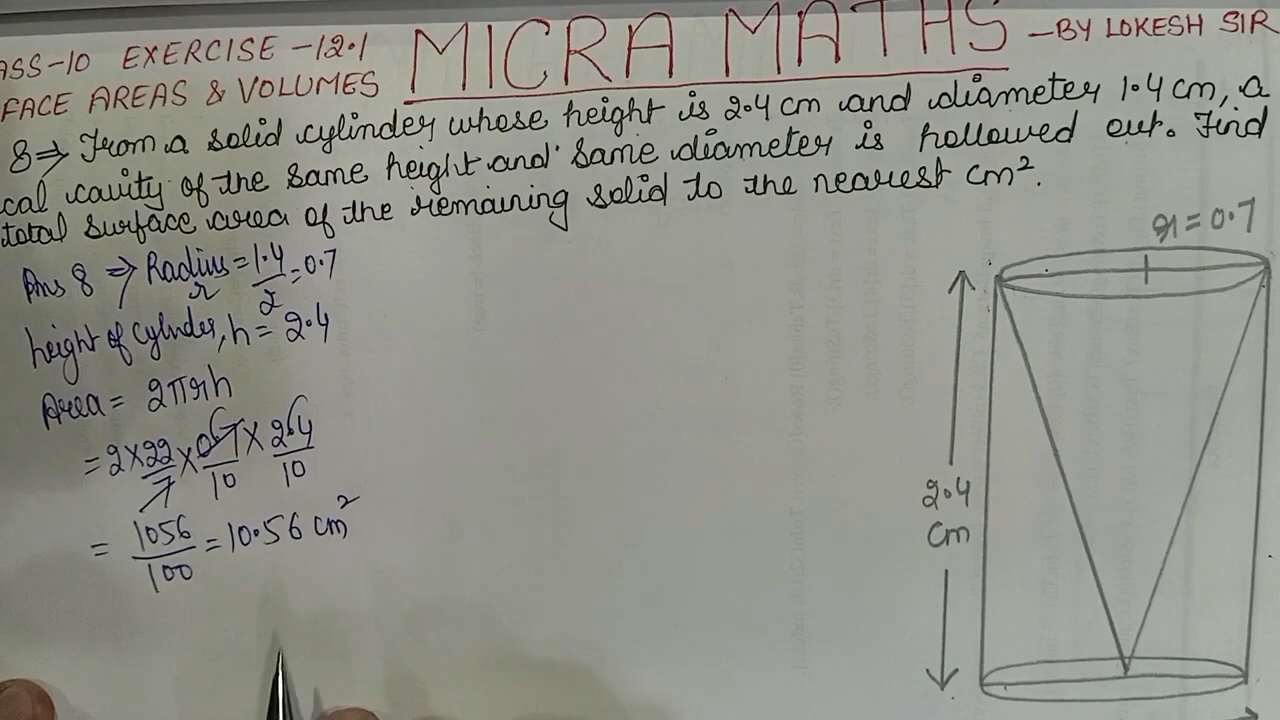 ASS-10 EXERCISE -12.1 MICRA MATHS -BY LOKESH SIR
FACE AREAS & VOLUMES
8⇒ From a solid cylinder whose height is 2.4 cm and diameter 1.4 cm, a
cal cavity of the same height and same diameter is hollowed out. Find
total surface area of the remaining solid to the nearest cm².
Ans 8 ⇒ Radius = 1.4/2 = 0.7
r
height of cylinder, h = 2.4
Area = 2πrh
= 2 × 22/7 × 0.7/10 × 2.4/10
= 1056/100 = 10.56 cm²
r = 0.7
2.4
cm